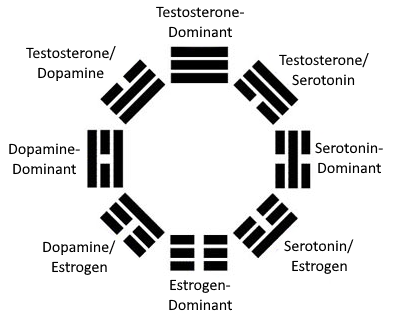 Testosterone-
Dominant
Testosterone/
Dopamine
Testosterone/
Serotonin
Dopamine-
Dominant
Serotonin-
Dominant
Dopamine/
Estrogen
Serotonin/
Estrogen
Estrogen-
Dominant